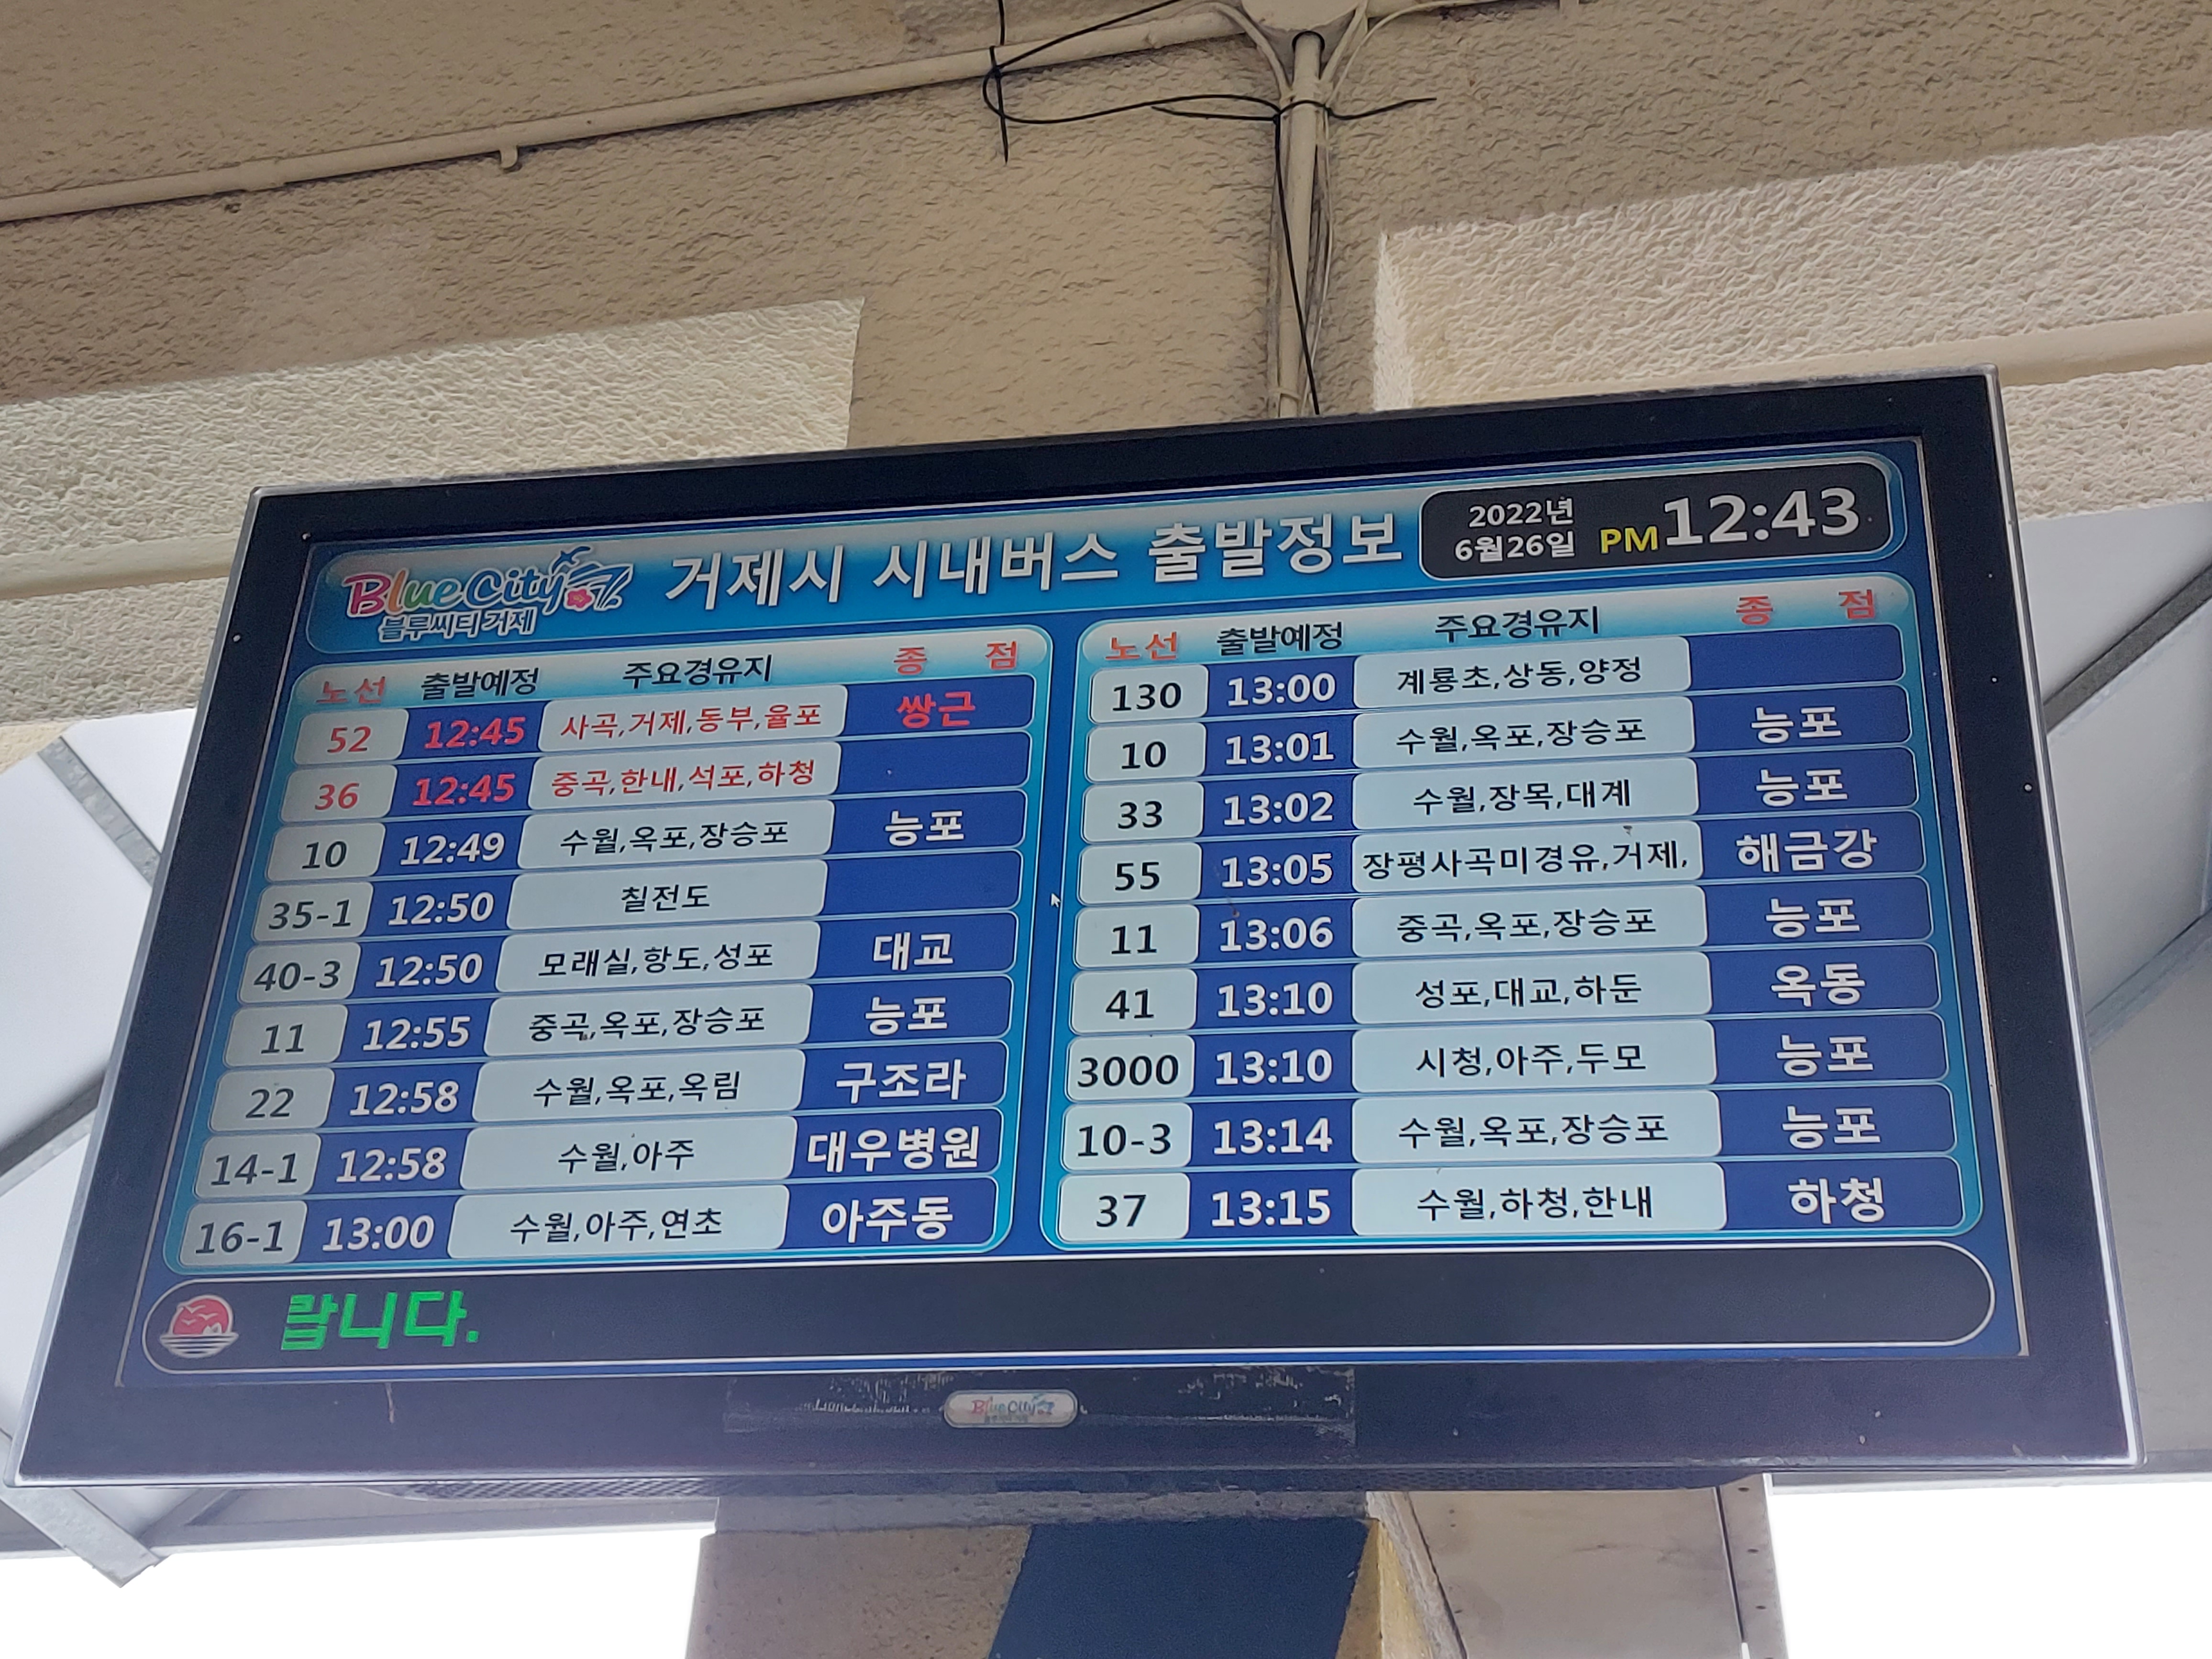 Blue City
블루씨티 거제
거제시 시내버스 출발정보
2022년
6월26일
PM 12:43
노선 출발예정 주요경유지 종 점
52 12:45 사곡,거제,동부,율포 쌍근
36 12:45 중곡,한내,석포,하청
10 12:49 수월,옥포,장승포 능포
35-1 12:50 칠전도
40-3 12:50 모래실,항도,성포 대교
11 12:55 중곡,옥포,장승포 능포
22 12:58 수월,옥포,옥림 구조라
14-1 12:58 수월,아주 대우병원
16-1 13:00 수월,아주,연초 아주동
노선 출발예정 주요경유지 종 점
130 13:00 계룡초,상동,양정
10 13:01 수월,옥포,장승포 능포
33 13:02 수월,장목,대계 능포
55 13:05 장평사곡미경유,거제, 해금강
11 13:06 중곡,옥포,장승포 능포
41 13:10 성포,대교,하둔 옥동
3000 13:10 시청,아주,두모 능포
10-3 13:14 수월,옥포,장승포 능포
37 13:15 수월,하청,한내 하청
랍니다.
Blue City